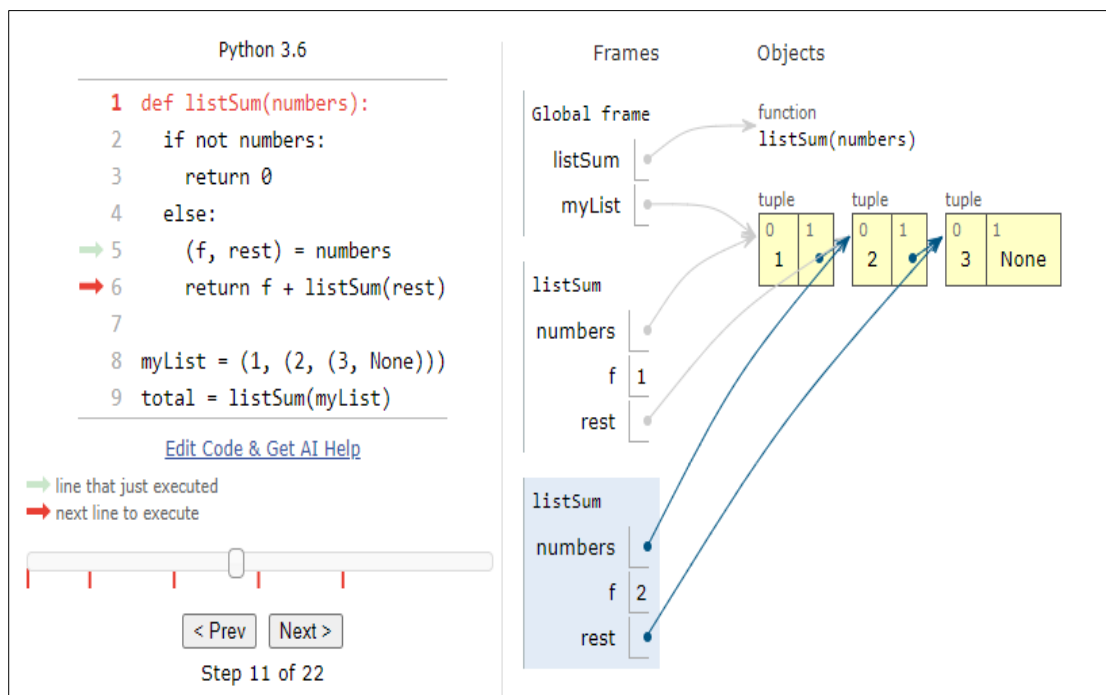 Python 3.6
1 def listSum(numbers):
2 if not numbers:
3 return 0
4 else:
5 (f, rest) = numbers
6 return f + listSum(rest)
7
8 myList = (1, (2, (3, None)))
9 total = listSum(myList)
Edit Code & Get AI Help
line that just executed
next line to execute
< Prev Next >
Step 11 of 22
Frames Objects
Global frame
listSum
myList
function
listSum(numbers)
tuple tuple tuple
0 1 0 1 0 1
1 2 3 None
listSum
numbers
f 1
rest
listSum
numbers
f 2
rest